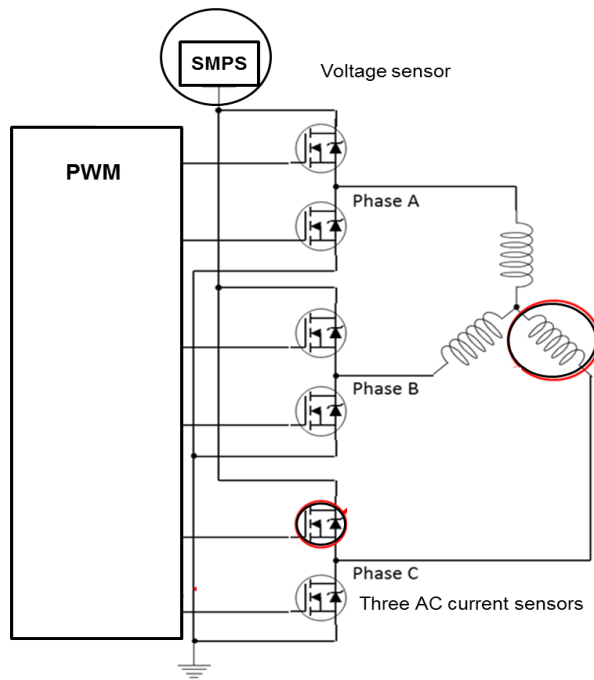 SMPS
Voltage sensor
PWM
Phase A
Phase B
Phase C
Three AC current sensors